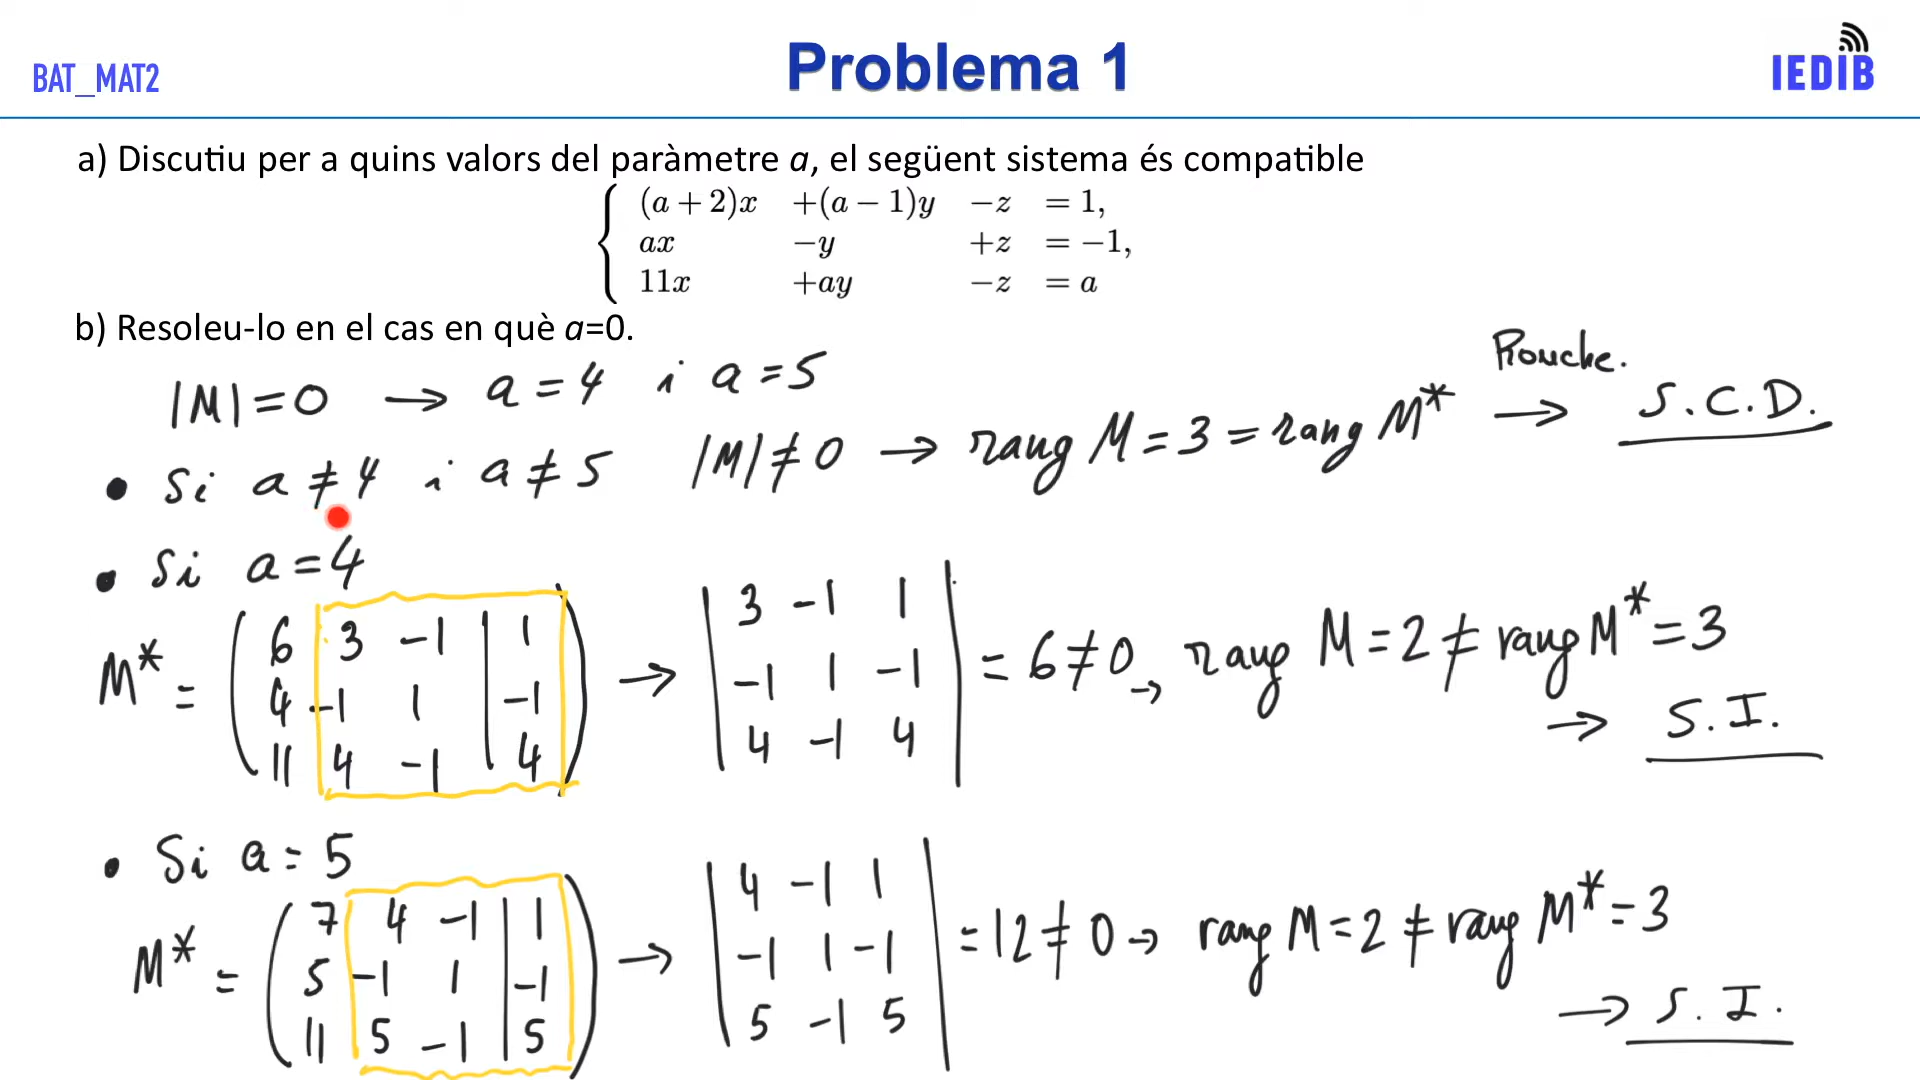 BAT_MAT2
Problema 1
IEDIB
a) Discutiu per a quins valors del paràmetre a, el següent sistema és compatible
(a + 2)x +(a − 1)y −z = 1,
ax −y +z = −1,
11x +ay −z = a
b) Resoleu-lo en el cas en què a=0.
|M| = 0 → a = 4 i a = 5
• Si a ≠ 4 i a ≠ 5 |M| ≠ 0 → rang M = 3 = rang M* → Rouche. S.C.D.
• Si a = 4
M* = ( 6 3 −1 | 1
4 −1 1 | −1
11 4 −1 | 4 )
→ | 3 −1 1
−1 1 −1
4 −1 4 | = 6 ≠ 0 → rang M = 2 ≠ rang M* = 3
→ S.I.
• Si a = 5
M* = ( 7 4 −1 | 1
5 −1 1 | −1
11 5 −1 | 5 )
→ | 4 −1 1
−1 1 −1
5 −1 5 | = 12 ≠ 0 → rang M = 2 ≠ rang M* = 3
→ S.I.